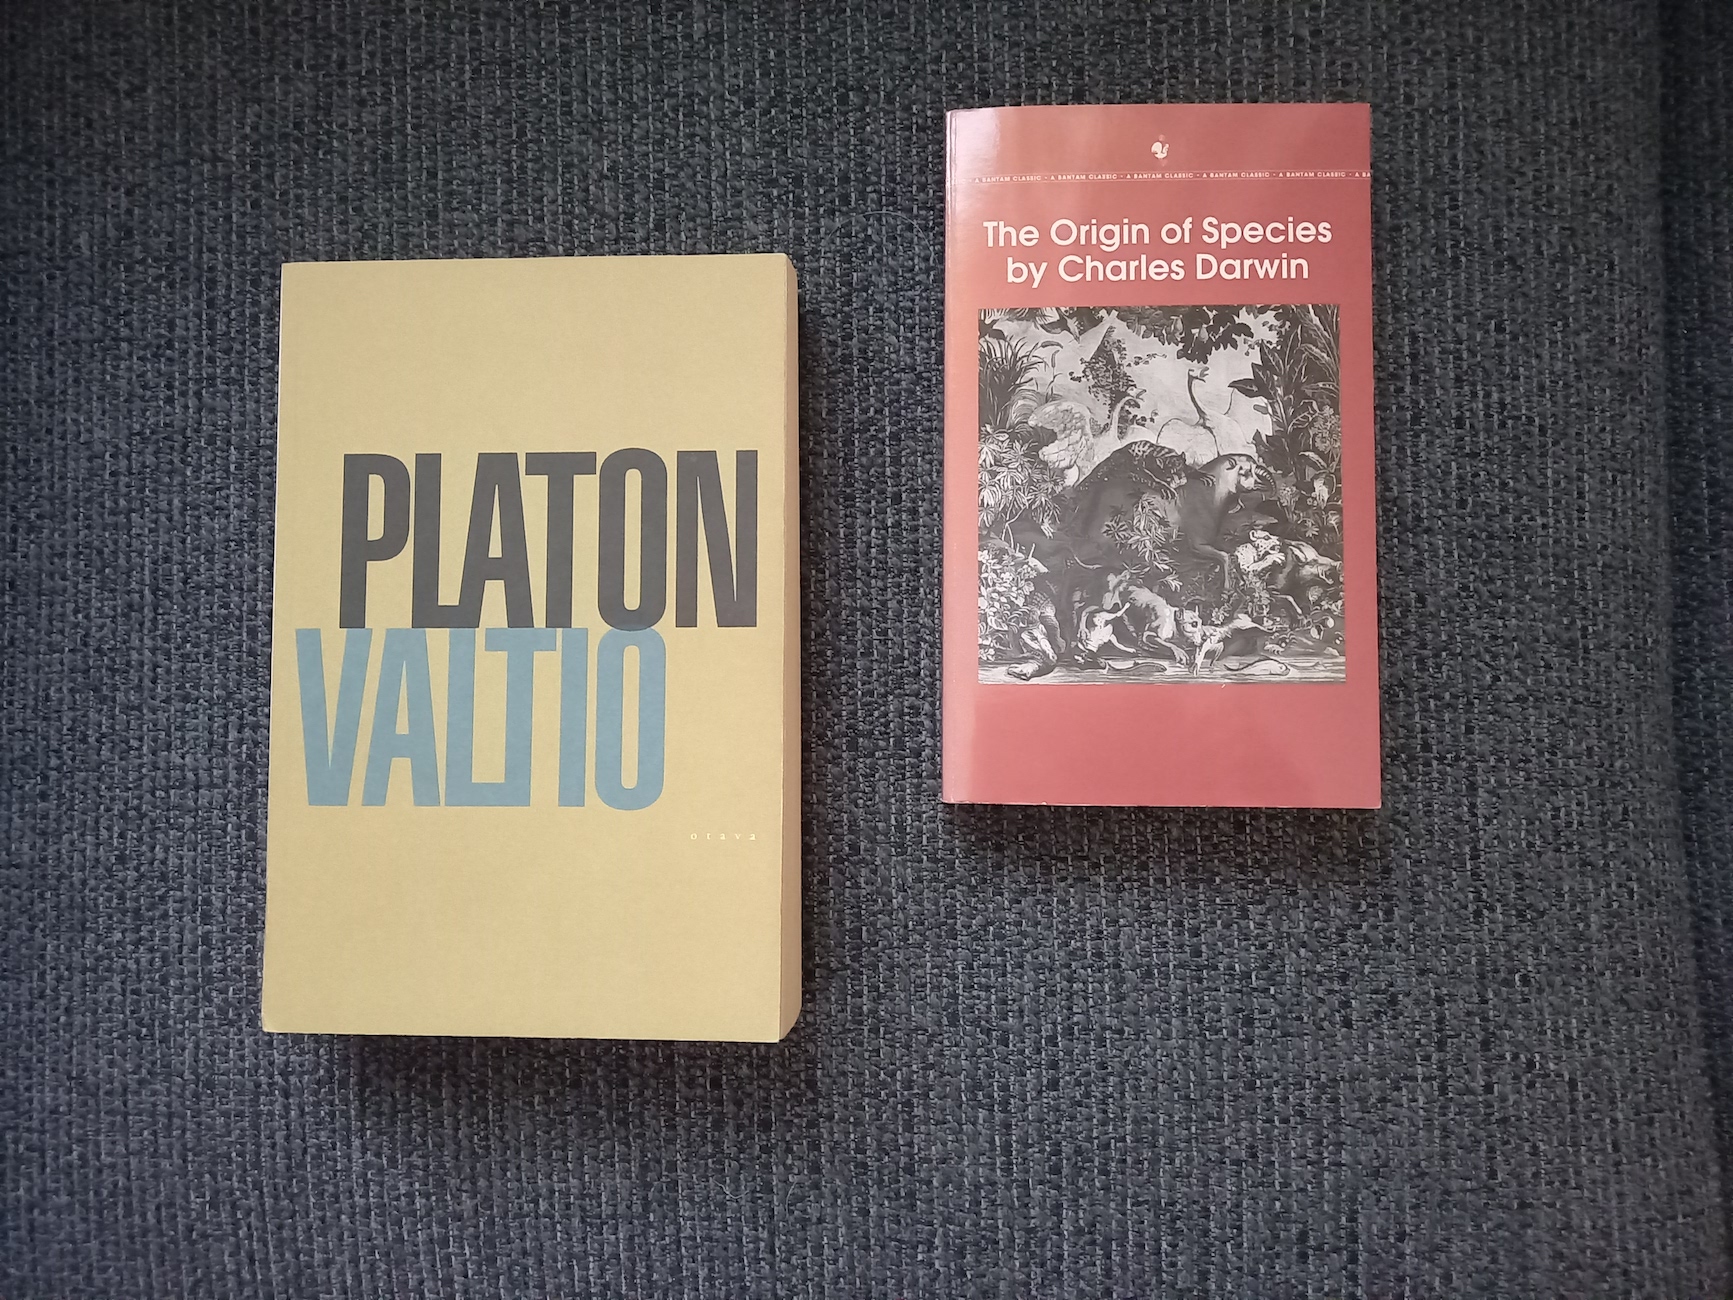 PLATON
VALTIO
otava
A BANTAM CLASSIC · A BANTAM CLASSIC · A BANTAM CLASSIC · A BANTAM CLASSIC · A BANTAM CLASSIC · A BA
The Origin of Species
by Charles Darwin